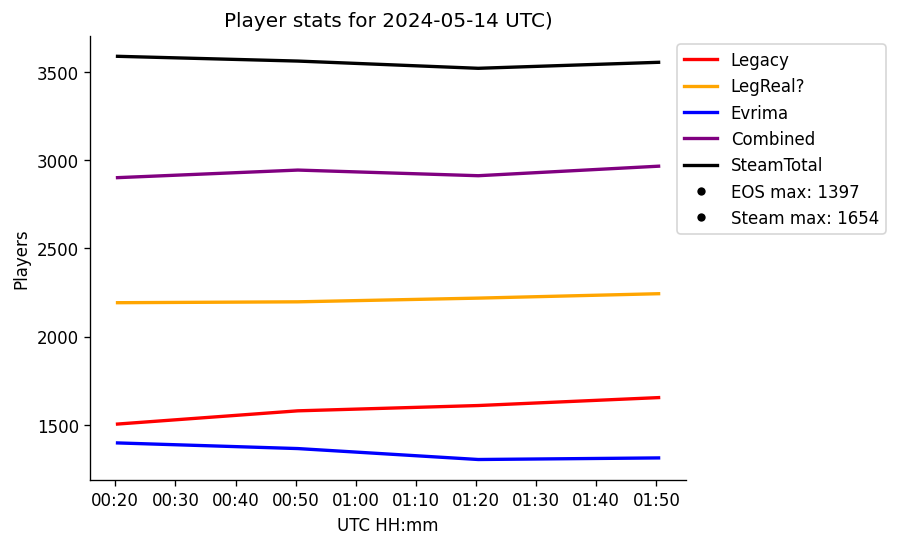 Player stats for 2024-05-14 UTC)
Legacy
LegReal?
Evrima
Combined
SteamTotal
EOS max: 1397
Steam max: 1654
Players
3500
3000
2500
2000
1500
00:20 00:30 00:40 00:50 01:00 01:10 01:20 01:30 01:40 01:50
UTC HH:mm